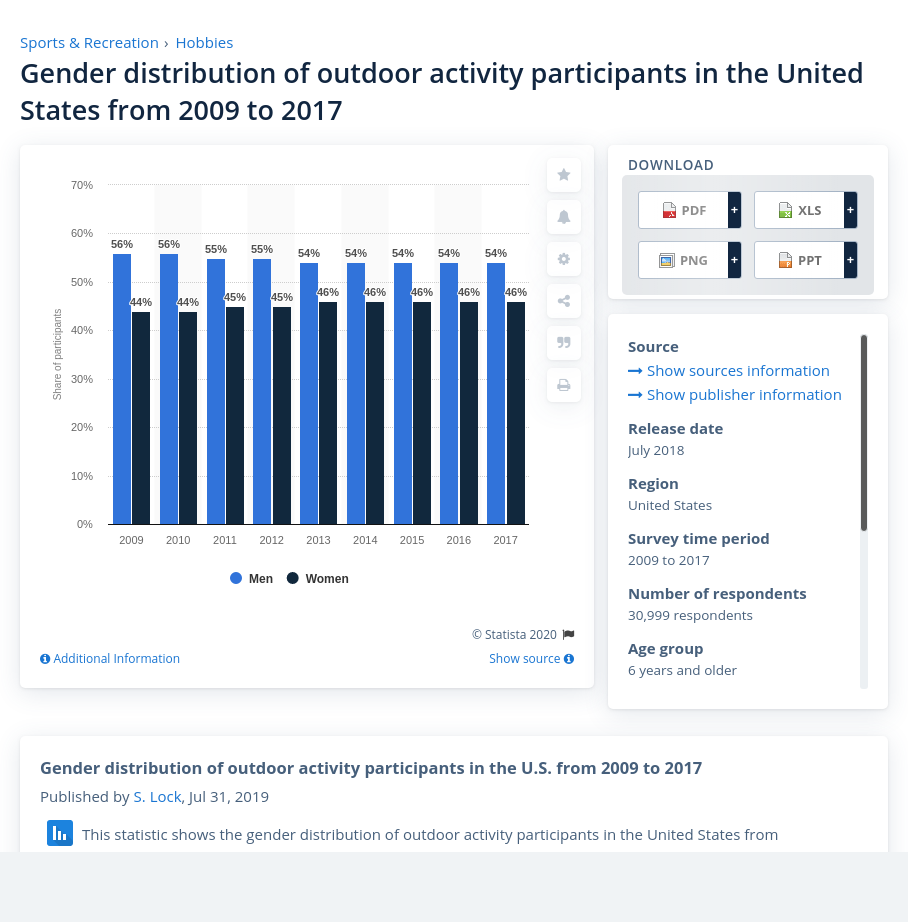 Sports & Recreation › Hobbies
Gender distribution of outdoor activity participants in the United
States from 2009 to 2017
70%
60%
50%
40%
30%
20%
10%
0%
Share of participants
56% 56% 55% 55% 54% 54% 54% 54% 54%
44% 44% 45% 45% 46% 46% 46% 46% 46%
2009 2010 2011 2012 2013 2014 2015 2016 2017
Men Women
© Statista 2020
Additional Information Show source
DOWNLOAD
PDF + XLS +
PNG + PPT +
Source
Show sources information
Show publisher information
Release date
July 2018
Region
United States
Survey time period
2009 to 2017
Number of respondents
30,999 respondents
Age group
6 years and older
Gender distribution of outdoor activity participants in the U.S. from 2009 to 2017
Published by S. Lock, Jul 31, 2019
This statistic shows the gender distribution of outdoor activity participants in the United States from